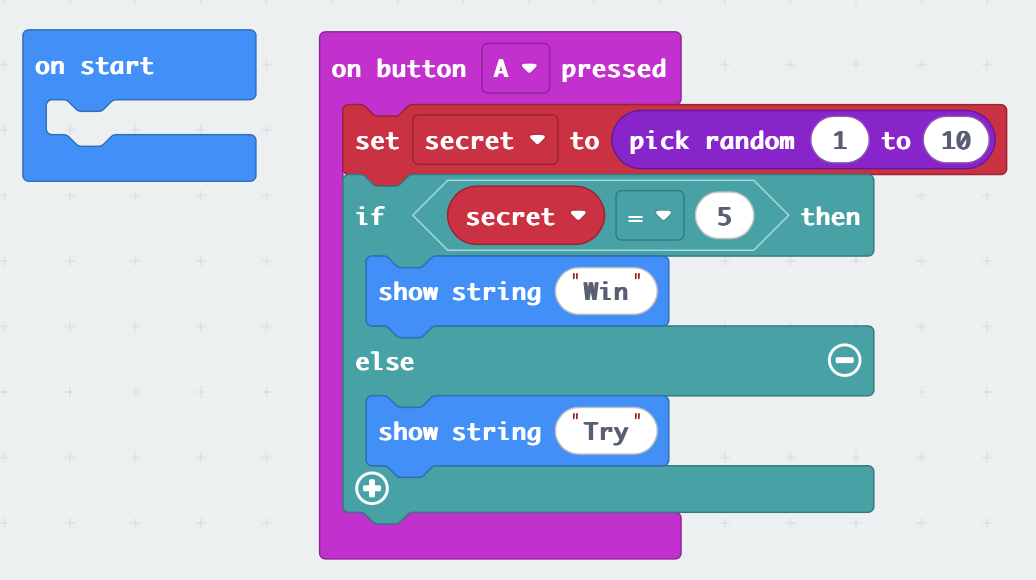 on start
on button A pressed
set secret to pick random 1 to 10
if secret = 5 then
show string "Win"
else
show string "Try"